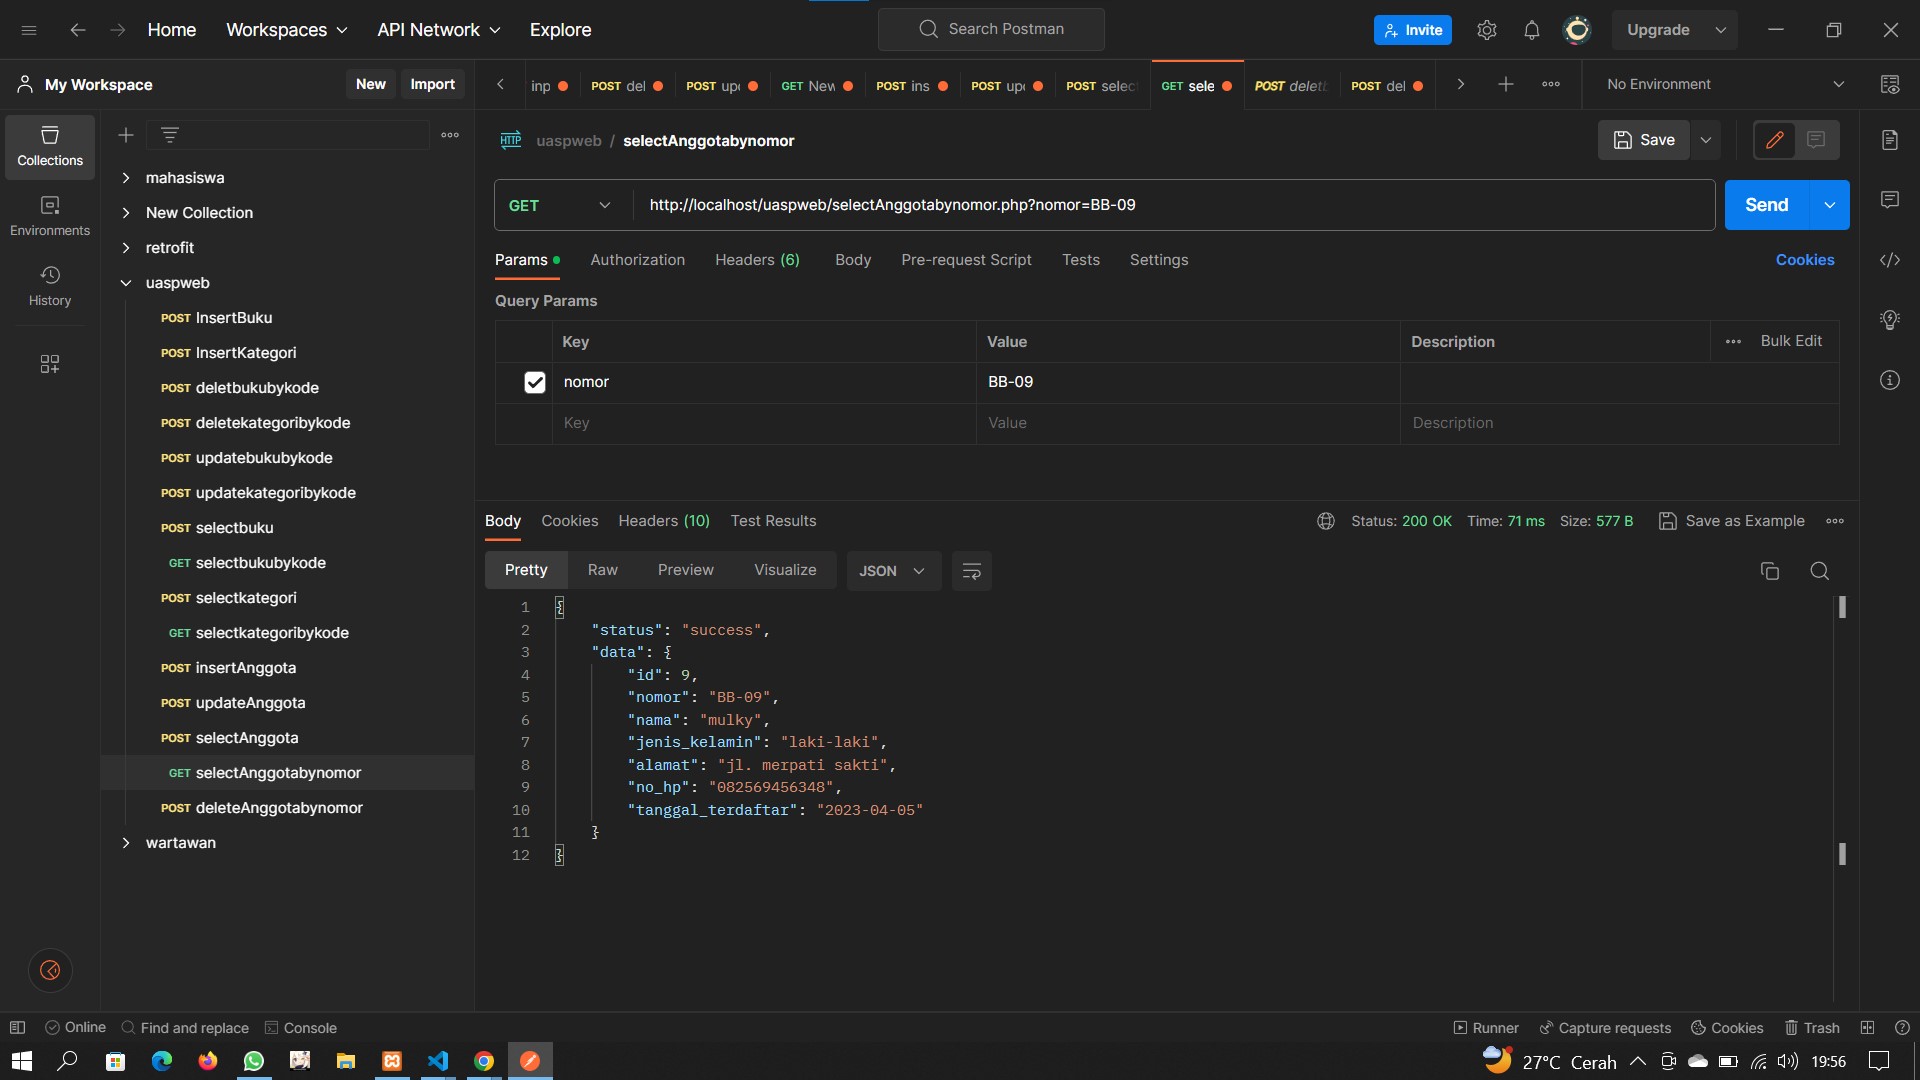 Home Workspaces API Network Explore Search Postman Invite Upgrade
My Workspace New Import
inp POST del POST GET New POST ins POST POST selec GET sele POST delet POST del No Environment
Collections
Environments
History
mahasiswa
New Collection
retrofit
uaspweb
POST InsertBuku
POST InsertKategori
POST deletbukubykode
POST deletekategoribykode
POST updatebukubykode
POST updatekategoribykode
POST selectbuku
GET selectbukubykode
POST selectkategori
GET selectkategoribykode
POST insertAnggota
POST updateAnggota
POST selectAnggota
GET selectAnggotabynomor
POST deleteAnggotabynomor
wartawan
HTTP uaspweb / selectAnggotabynomor Save
GET http://localhost/uaspweb/selectAnggotabynomor.php?nomor=BB-09 Send
Params Authorization Headers (6) Body Pre-request Script Tests Settings Cookies
Query Params
Key Value Description Bulk Edit
nomor BB-09
Key Value Description
Body Cookies Headers (10) Test Results Status: 200 OK Time: 71 ms Size: 577 B Save as Example
Pretty Raw Preview Visualize JSON
1 {
2 "status": "success",
3 "data": {
4 "id": 9,
5 "nomor": "BB-09",
6 "nama": "mulky",
7 "jenis_kelamin": "laki-laki",
8 "alamat": "jl. merpati sakti",
9 "no_hp": "082569456348",
10 "tanggal_terdaftar": "2023-04-05"
11 }
12 }
Online Find and replace Console Runner Capture requests Cookies Trash
27°C Cerah 19:56